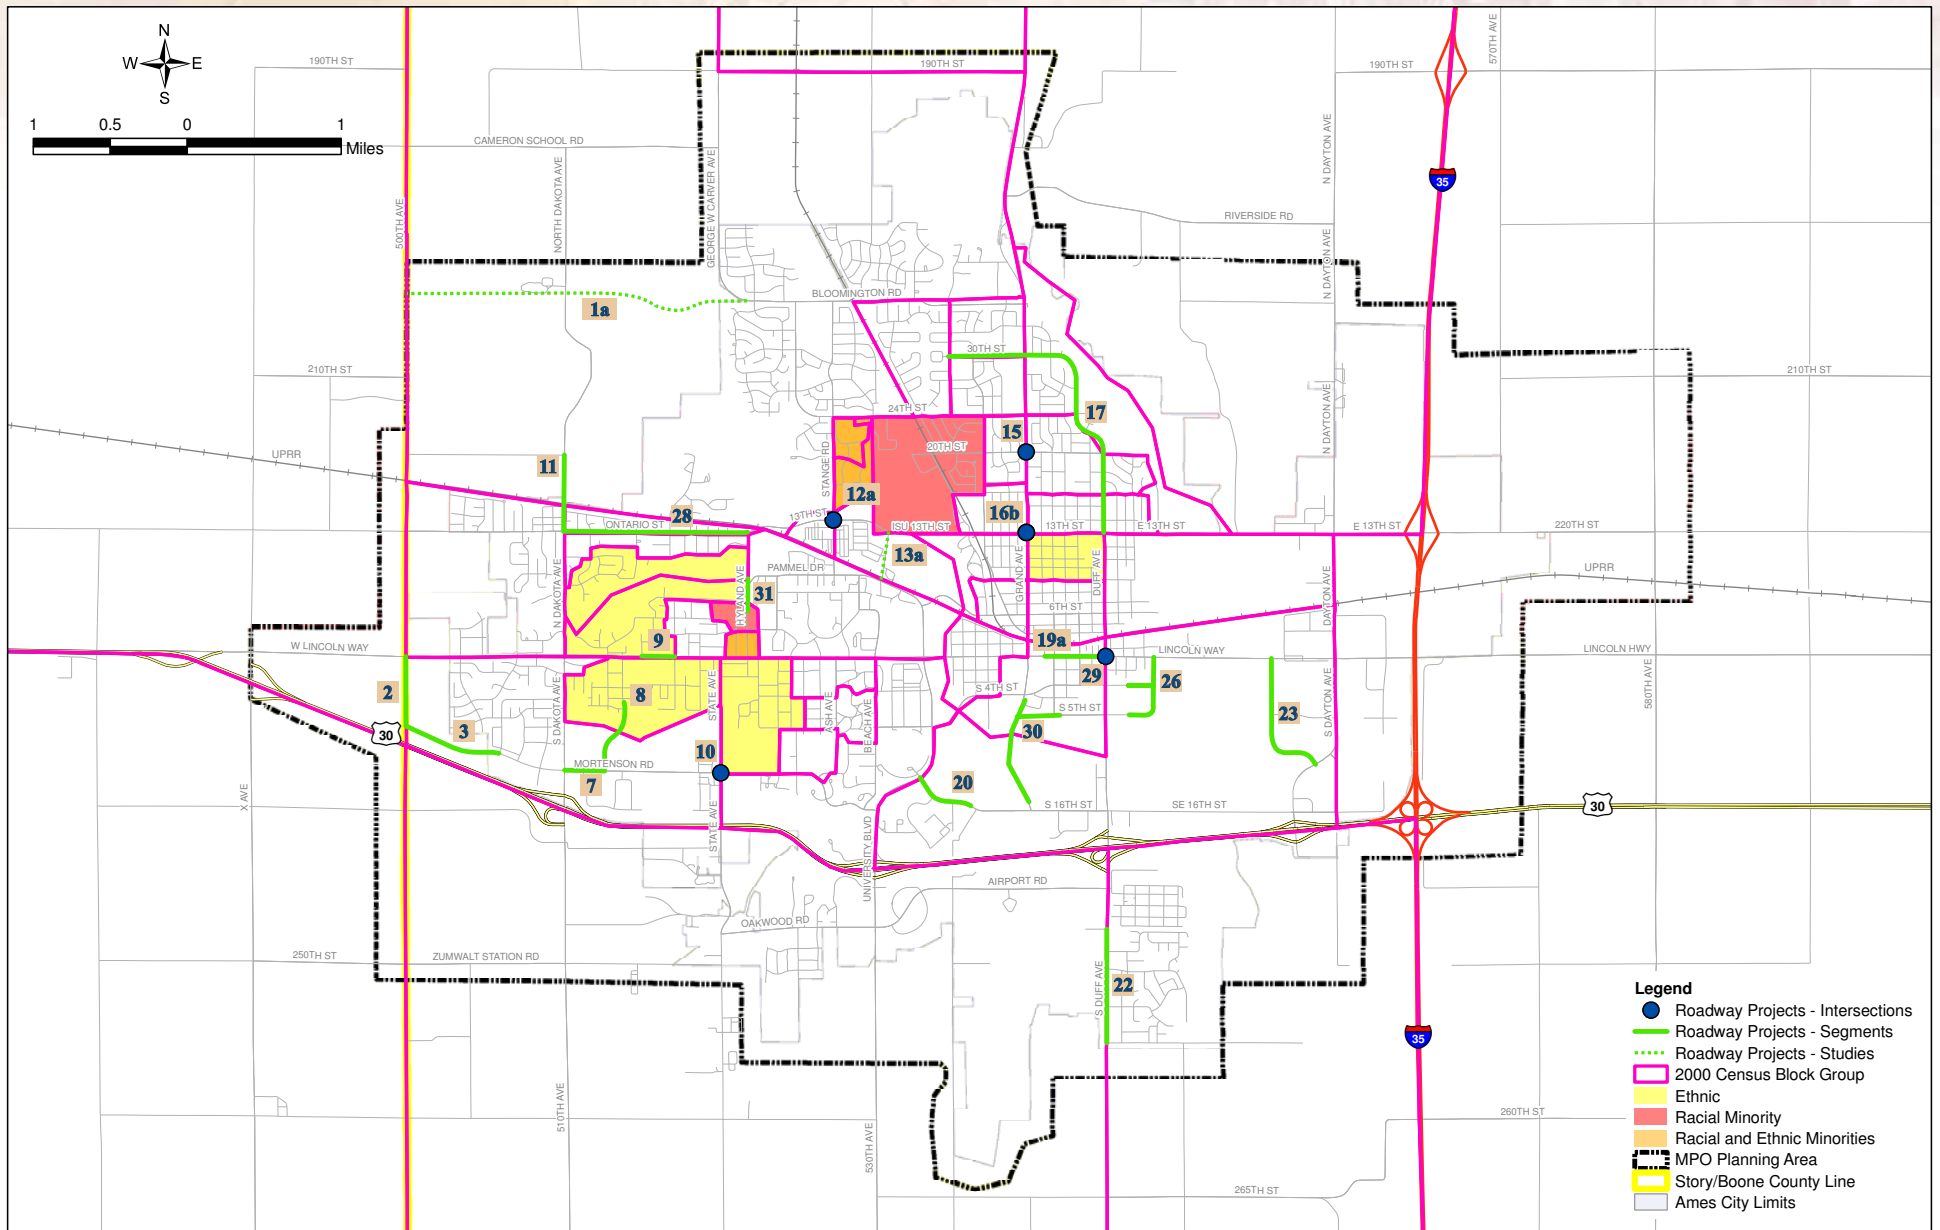 N
W E
S
1 0.5 0 1
Miles
190TH ST
190TH ST
190TH ST
570TH AVE
CAMERON SCHOOL RD
NORTH DAKOTA AVE
GEORGE W CARVER AVE
N DAYTON AVE
35
500TH AVE
RIVERSIDE RD
N DAYTON AVE
BLOOMINGTON RD
1a
30TH ST
210TH ST
210TH ST
24TH ST
17
N DAYTON AVE
15
20TH ST
UPRR
11
STANGE RD
12a
28
13TH ST
ONTARIO ST
ISU 13TH ST
16b
13TH ST
E 13TH ST
E 13TH ST
220TH ST
13a
PAMMEL DR
UPRR
GRAND AVE
DUFF AVE
DAYTON AVE
N DAKOTA AVE
HYLAND AVE
31
6TH ST
9
19a
W LINCOLN WAY
LINCOLN WAY
LINCOLN HWY
29
26
2
8
S 4TH ST
S 5TH ST
580TH AVE
S DAKOTA AVE
STATE AVE
ASH AVE
BEACH AVE
S DAYTON AVE
23
30
3
30
10
MORTENSON RD
7
20
X AVE
S 16TH ST
SE 16TH ST
30
STATE AVE
UNIVERSITY BLVD
AIRPORT RD
OAKWOOD RD
250TH ST
ZUMWALT STATION RD
S DUFF AVE
22
35
510TH AVE
530TH AVE
260TH ST
265TH ST
Legend
Roadway Projects - Intersections
Roadway Projects - Segments
Roadway Projects - Studies
2000 Census Block Group
Ethnic
Racial Minority
Racial and Ethnic Minorities
MPO Planning Area
Story/Boone County Line
Ames City Limits